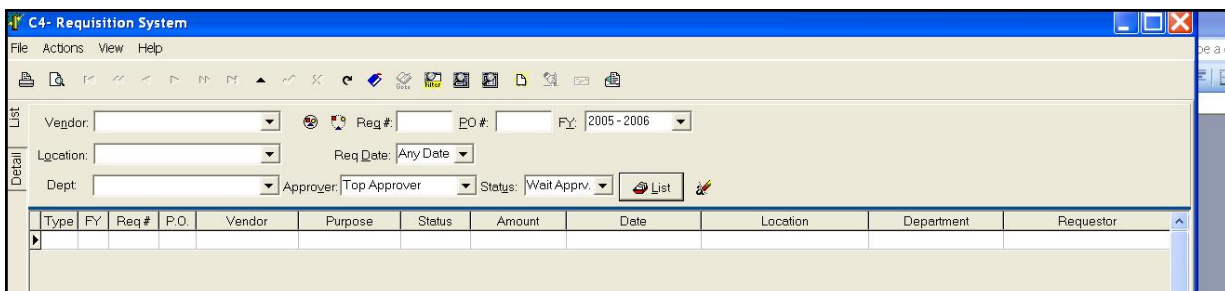 C4- Requisition System
File Actions View Help
Goto Filter
List
Vendor: Req #: PO #: FY: 2005 - 2006
Location: Req Date: Any Date
Detail
Dept: Approver: Top Approver Status: Wait Apprv. List
Type FY Req # P.O. Vendor Purpose Status Amount Date Location Department Requestor